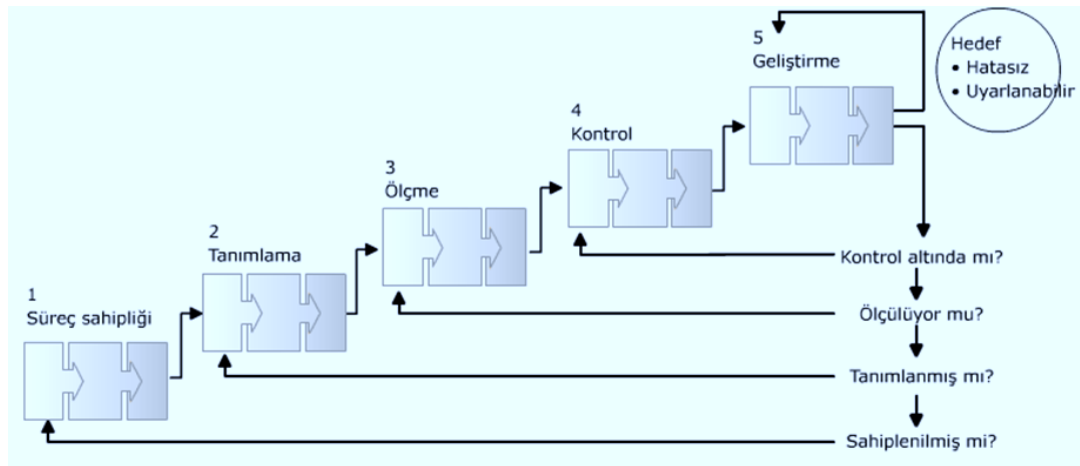 1
Süreç sahipliği
2
Tanımlama
3
Ölçme
4
Kontrol
5
Geliştirme
Hedef
• Hatasız
• Uyarlanabilir
Kontrol altında mı?
Ölçülüyor mu?
Tanımlanmış mı?
Sahiplenilmiş mi?